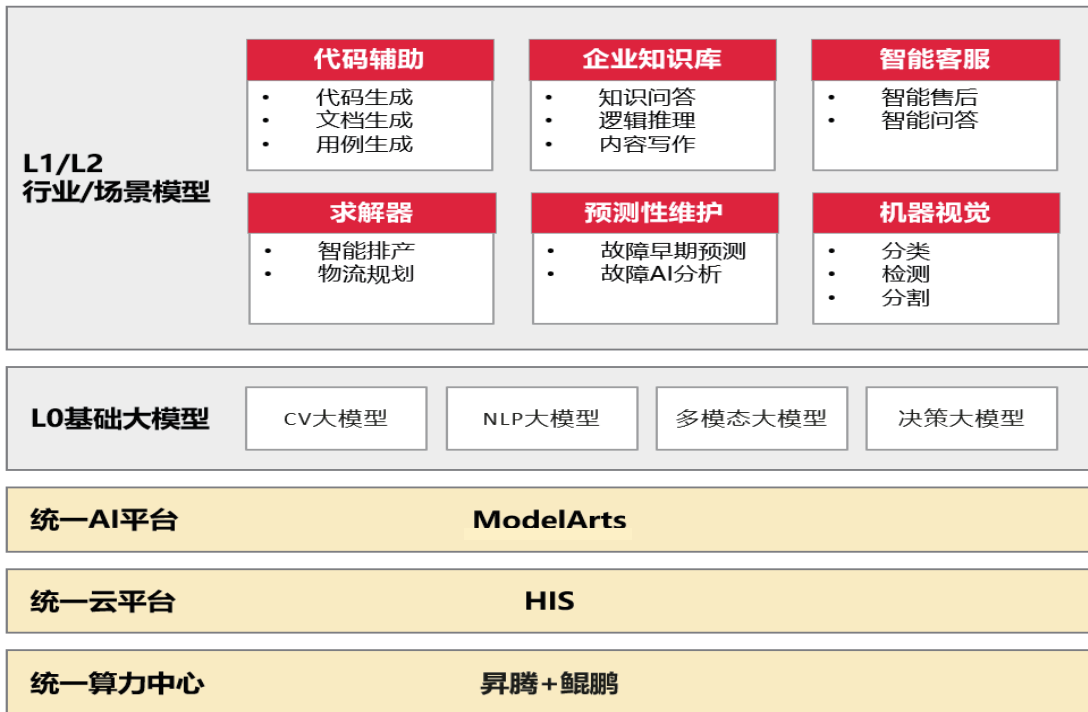 代码辅助
企业知识库
智能客服
• 代码生成
• 文档生成
• 用例生成
• 知识问答
• 逻辑推理
• 内容写作
• 智能售后
• 智能问答
L1/L2
行业/场景模型
求解器
预测性维护
机器视觉
• 智能排产
• 物流规划
• 故障早期预测
• 故障AI分析
• 分类
• 检测
• 分割
L0基础大模型
CV大模型
NLP大模型
多模态大模型
决策大模型
统一AI平台
ModelArts
统一云平台
HIS
统一算力中心
昇腾+鲲鹏